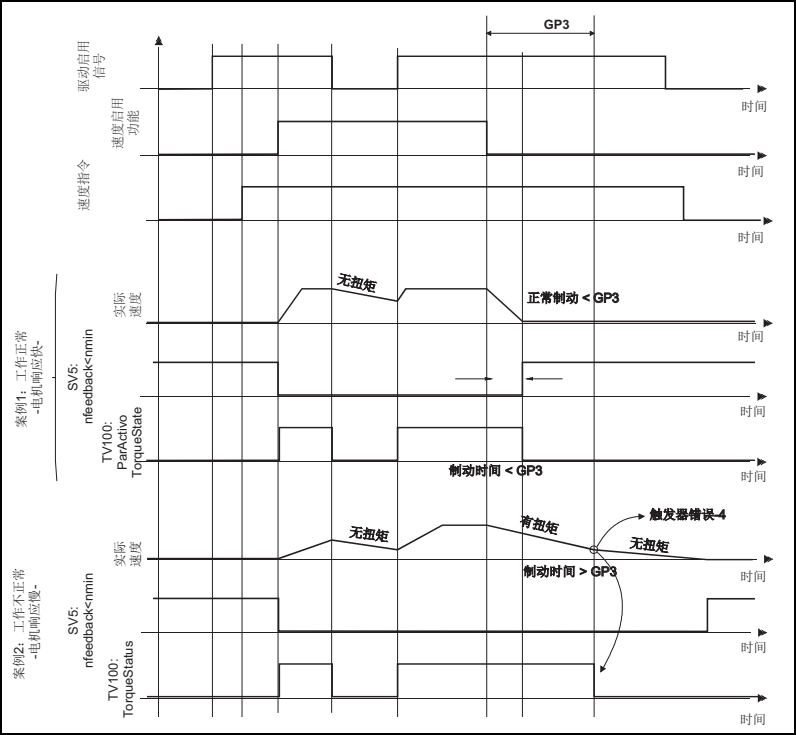 GP3
驱动启用
信号
时间
速度启用
功能
时间
速度指令
时间
案例1：工作正常
-电机响应快-
实际
速度
无扭矩
正常制动 < GP3
时间
SV5:
nfeedback<nmin
时间
TV100:
ParActivo
TorqueState
制动时间 < GP3
时间
案例2：工作不正常
-电机响应慢-
实际
速度
无扭矩
有扭矩
触发器错误-4
无扭矩
制动时间 > GP3
时间
SV5:
nfeedback<nmin
时间
TV100:
TorqueStatus
时间